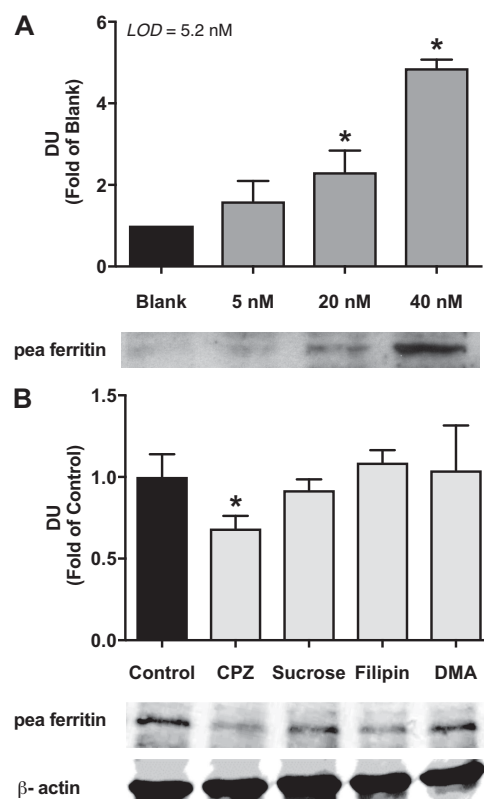 A
LOD = 5.2 nM
DU
(Fold of Blank)
6
4
2
0
*
*
Blank 5 nM 20 nM 40 nM
pea ferritin
B
DU
(Fold of Control)
1.5
1.0
0.5
0.0
*
Control CPZ Sucrose Filipin DMA
pea ferritin
β- actin